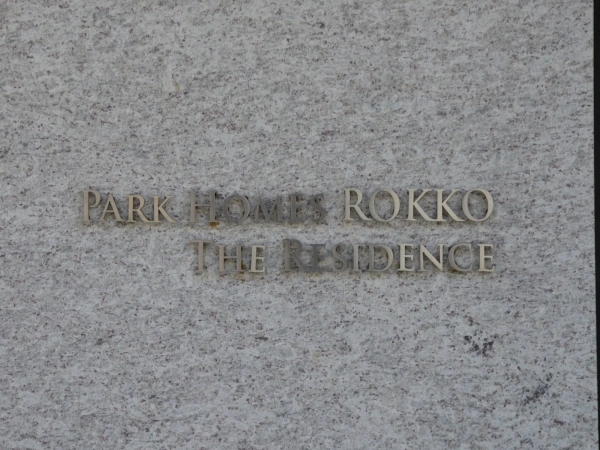 PARK HOMES ROKKO
THE RESIDENCE